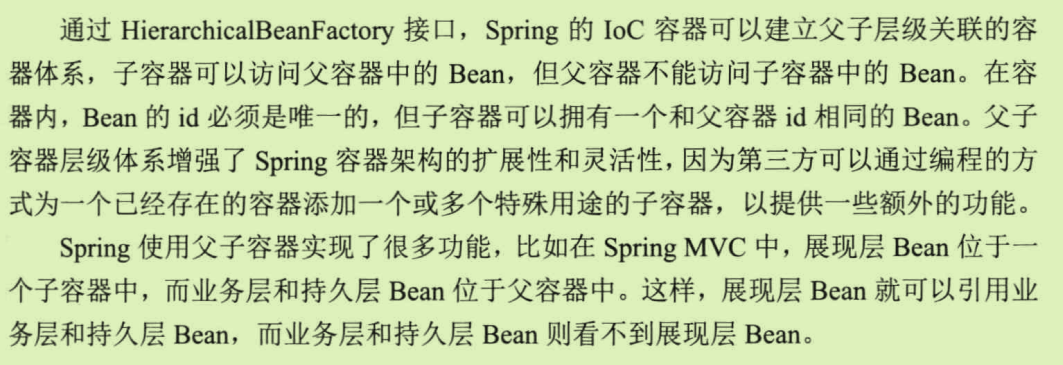 通过 HierarchicalBeanFactory 接口，Spring 的 IoC 容器可以建立父子层级关联的容
器体系，子容器可以访问父容器中的 Bean，但父容器不能访问子容器中的 Bean。在容
器内，Bean 的 id 必须是唯一的，但子容器可以拥有一个和父容器 id 相同的 Bean。父子
容器层级体系增强了 Spring 容器架构的扩展性和灵活性，因为第三方可以通过编程的方
式为一个已经存在的容器添加一个或多个特殊用途的子容器，以提供一些额外的功能。
Spring 使用父子容器实现了很多功能，比如在 Spring MVC 中，展现层 Bean 位于一
个子容器中，而业务层和持久层 Bean 位于父容器中。这样，展现层 Bean 就可以引用业
务层和持久层 Bean，而业务层和持久层 Bean 则看不到展现层 Bean。